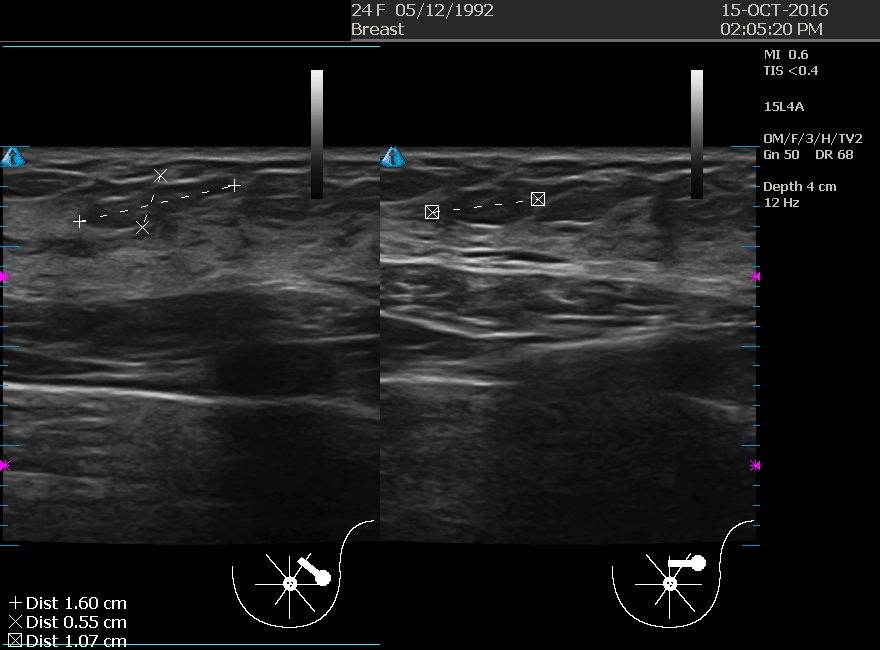 24 F 05/12/1992
15-OCT-2016
Breast
02:05:20 PM
MI 0.6
TIS <0.4
15L4A
OM/F/3/H/TV2
Gn 50 DR 68
Depth 4 cm
12 Hz
Dist 1.60 cm
Dist 0.55 cm
Dist 1.07 cm